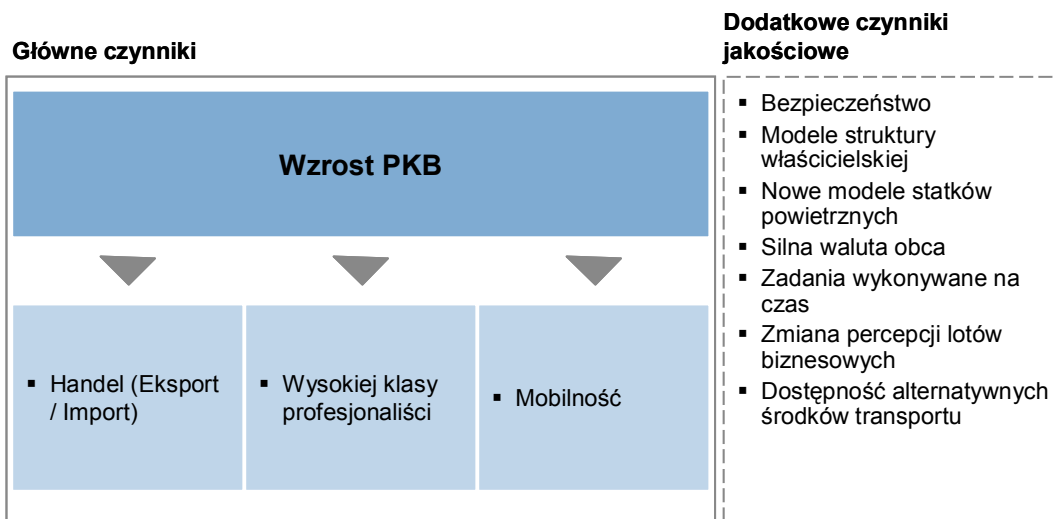 Główne czynniki
Wzrost PKB
▪ Handel (Eksport
/ Import)
▪ Wysokiej klasy
profesjonaliści
▪ Mobilność
Dodatkowe czynniki
jakościowe
▪ Bezpieczeństwo
▪ Modele struktury
właścicielskiej
▪ Nowe modele statków
powietrznych
▪ Silna waluta obca
▪ Zadania wykonywane na
czas
▪ Zmiana percepcji lotów
biznesowych
▪ Dostępność alternatywnych
środków transportu